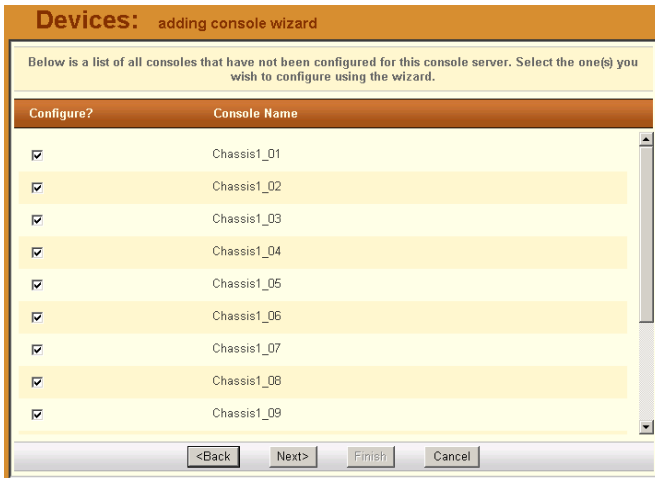 Devices: adding console wizard
Below is a list of all consoles that have not been configured for this console server. Select the one(s) you
wish to configure using the wizard.
Configure? Console Name
Chassis1_01
Chassis1_02
Chassis1_03
Chassis1_04
Chassis1_05
Chassis1_06
Chassis1_07
Chassis1_08
Chassis1_09
<Back Next> Finish Cancel